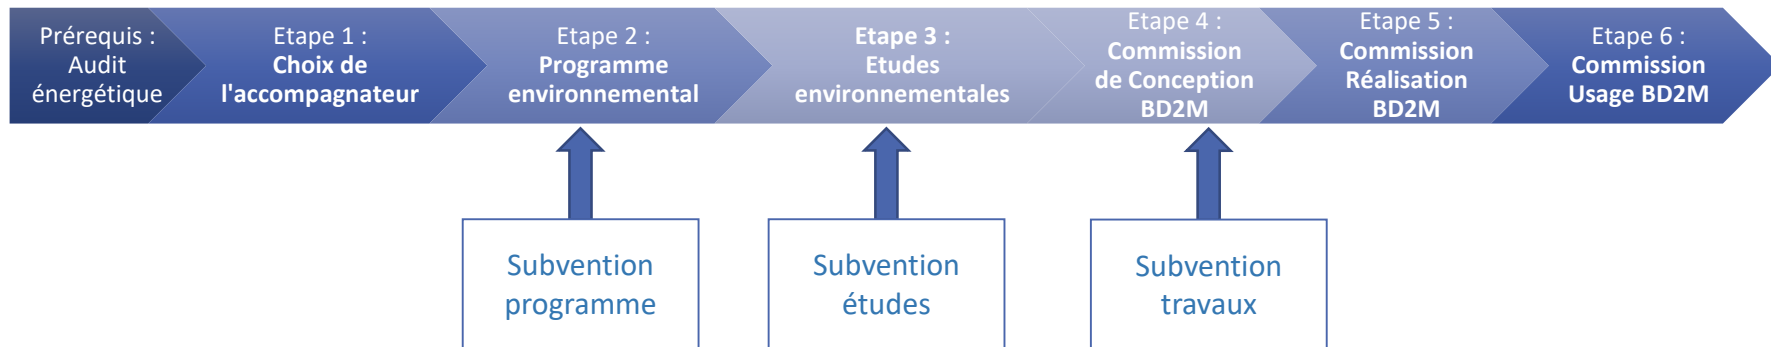 Prérequis :
Audit
énergétique
Etape 1 :
Choix de
l'accompagnateur
Etape 2 :
Programme
environnemental
Etape 3 :
Etudes
environnementales
Etape 4 :
Commission
de Conception
BD2M
Etape 5 :
Commission
Réalisation
BD2M
Etape 6 :
Commission
Usage BD2M
Subvention
programme
Subvention
études
Subvention
travaux